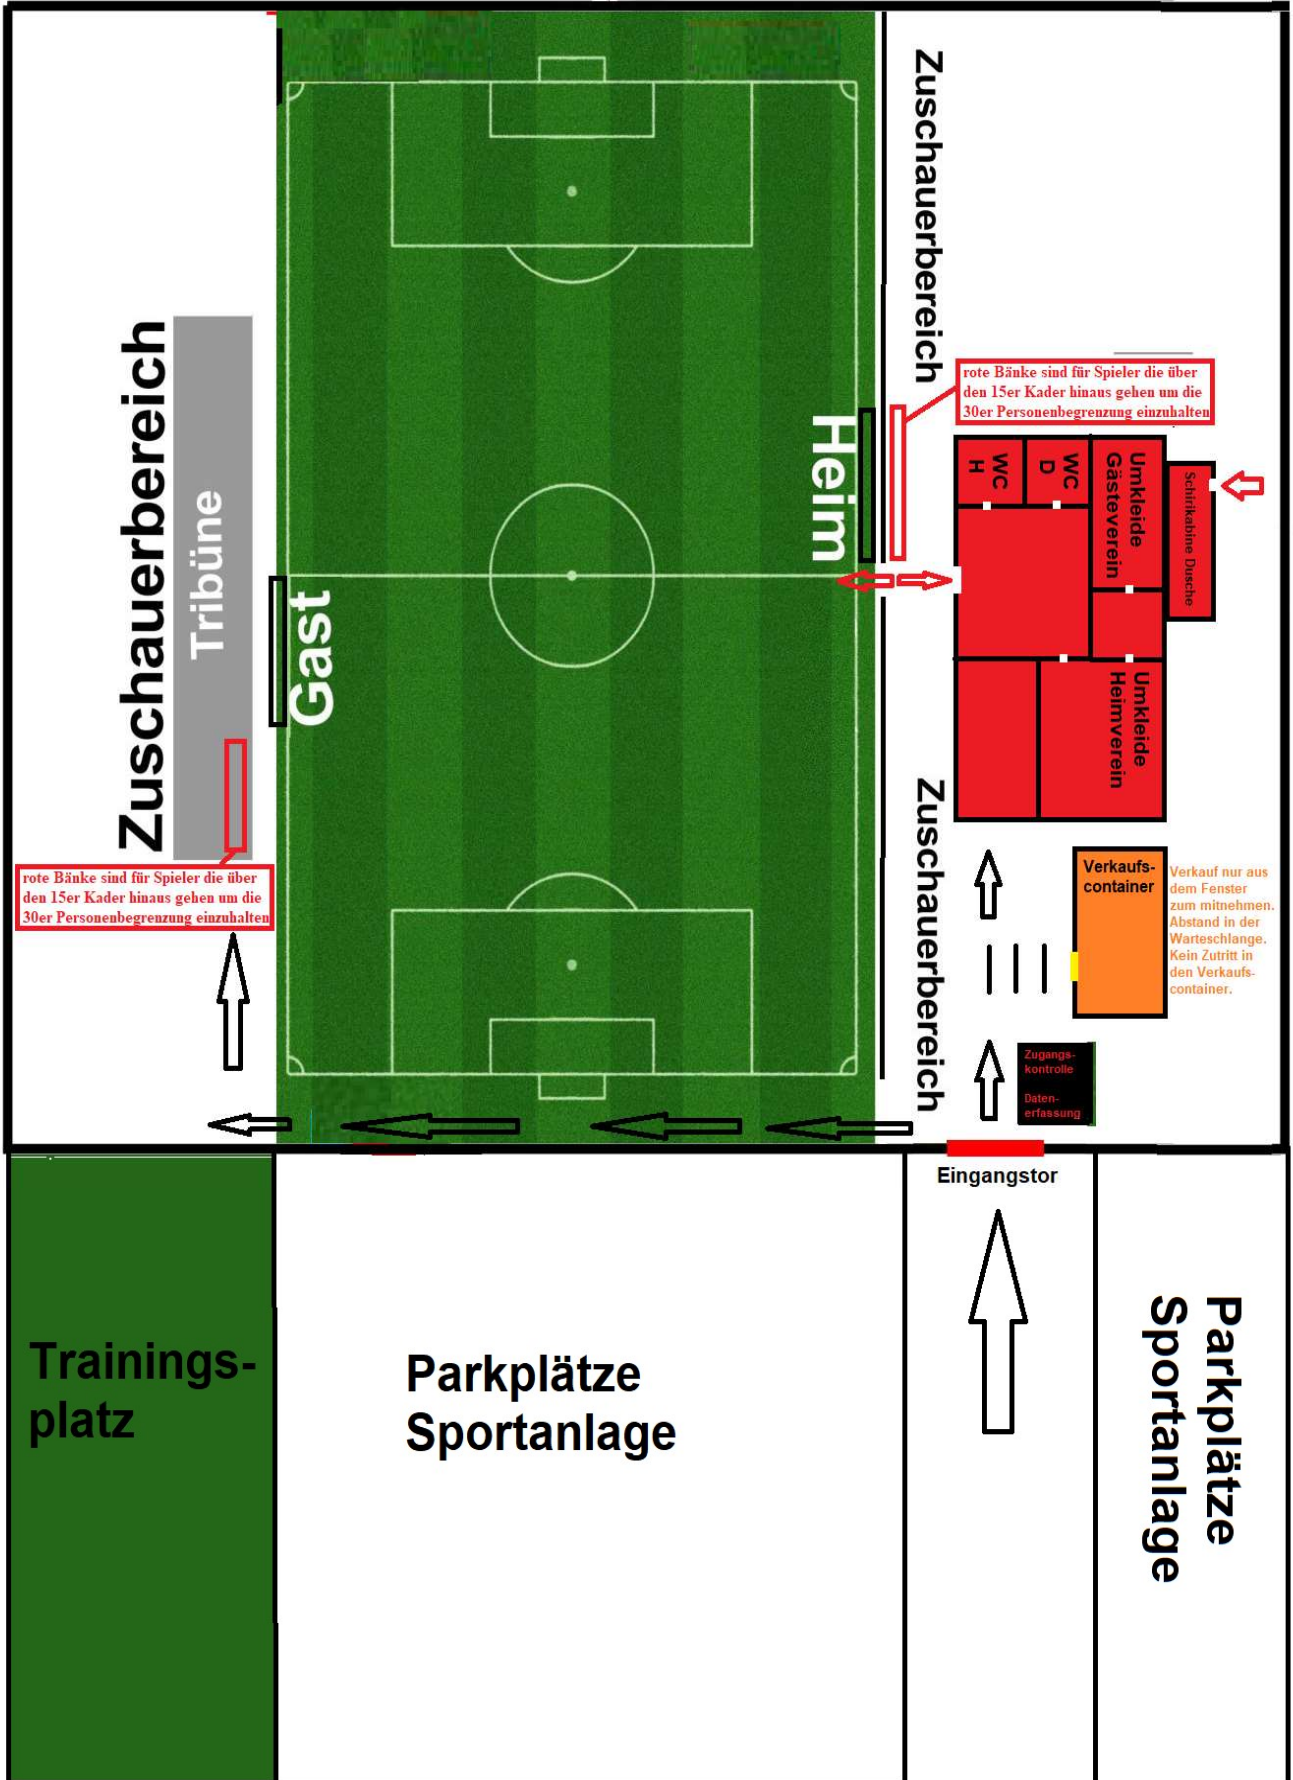 Zuschauerbereich
rote Bänke sind für Spieler die über
den 15er Kader hinaus gehen um die
30er Personenbegrenzung einzuhalten
Heim
WC
H
WC
D
Umkleide
Gästeverein
Schirikabine Dusche
Zuschauerbereich
Tribüne
Gast
Umkleide
Heimverein
rote Bänke sind für Spieler die über
den 15er Kader hinaus gehen um die
30er Personenbegrenzung einzuhalten
Zuschauerbereich
Verkaufs-
container
Verkauf nur aus
dem Fenster
zum mitnehmen.
Abstand in der
Warteschlange.
Kein Zutritt in
den Verkaufs-
container.
Zugangs-
kontrolle
Daten-
erfassung
Eingangstor
Trainings-
platz
Parkplätze
Sportanlage
Parkplätze
Sportanlage